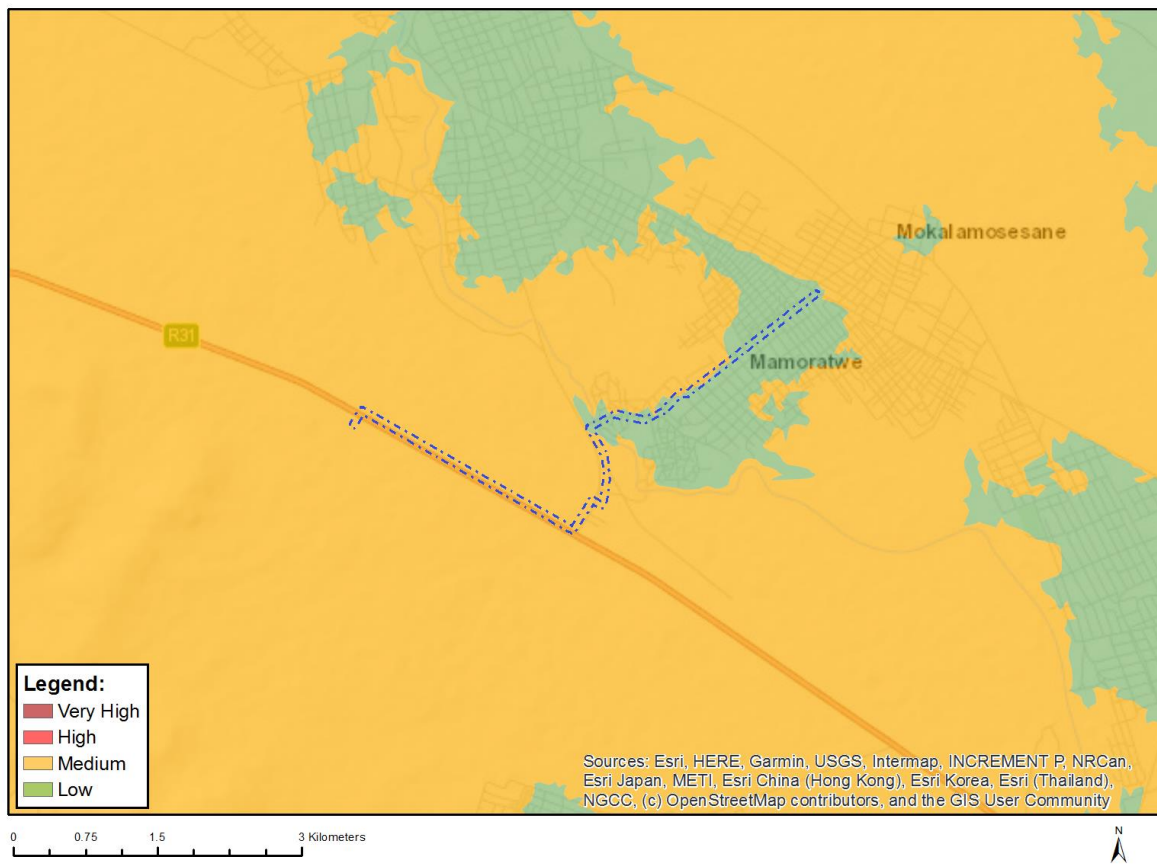 Mokalamosesane
R31
Mamoratwe
Legend:
Very High
High
Medium
Low
Sources: Esri, HERE, Garmin, USGS, Intermap, INCREMENT P, NRCan,
Esri Japan, METI, Esri China (Hong Kong), Esri Korea, Esri (Thailand),
NGCC, (c) OpenStreetMap contributors, and the GIS User Community
0 0.75 1.5 3 Kilometers
N